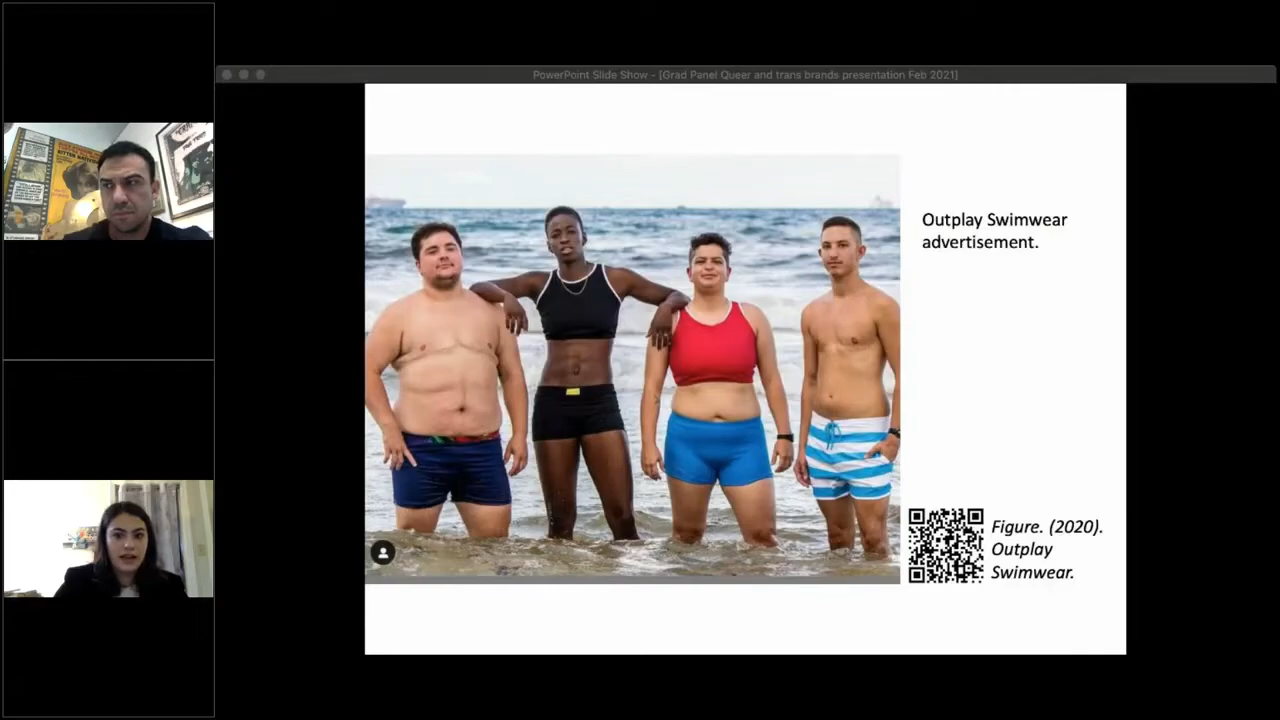 PowerPoint Slide Show - [Grad Panel Queer and trans brands presentation Feb 2021]
Outplay Swimwear
advertisement.
Figure. (2020).
Outplay
Swimwear.